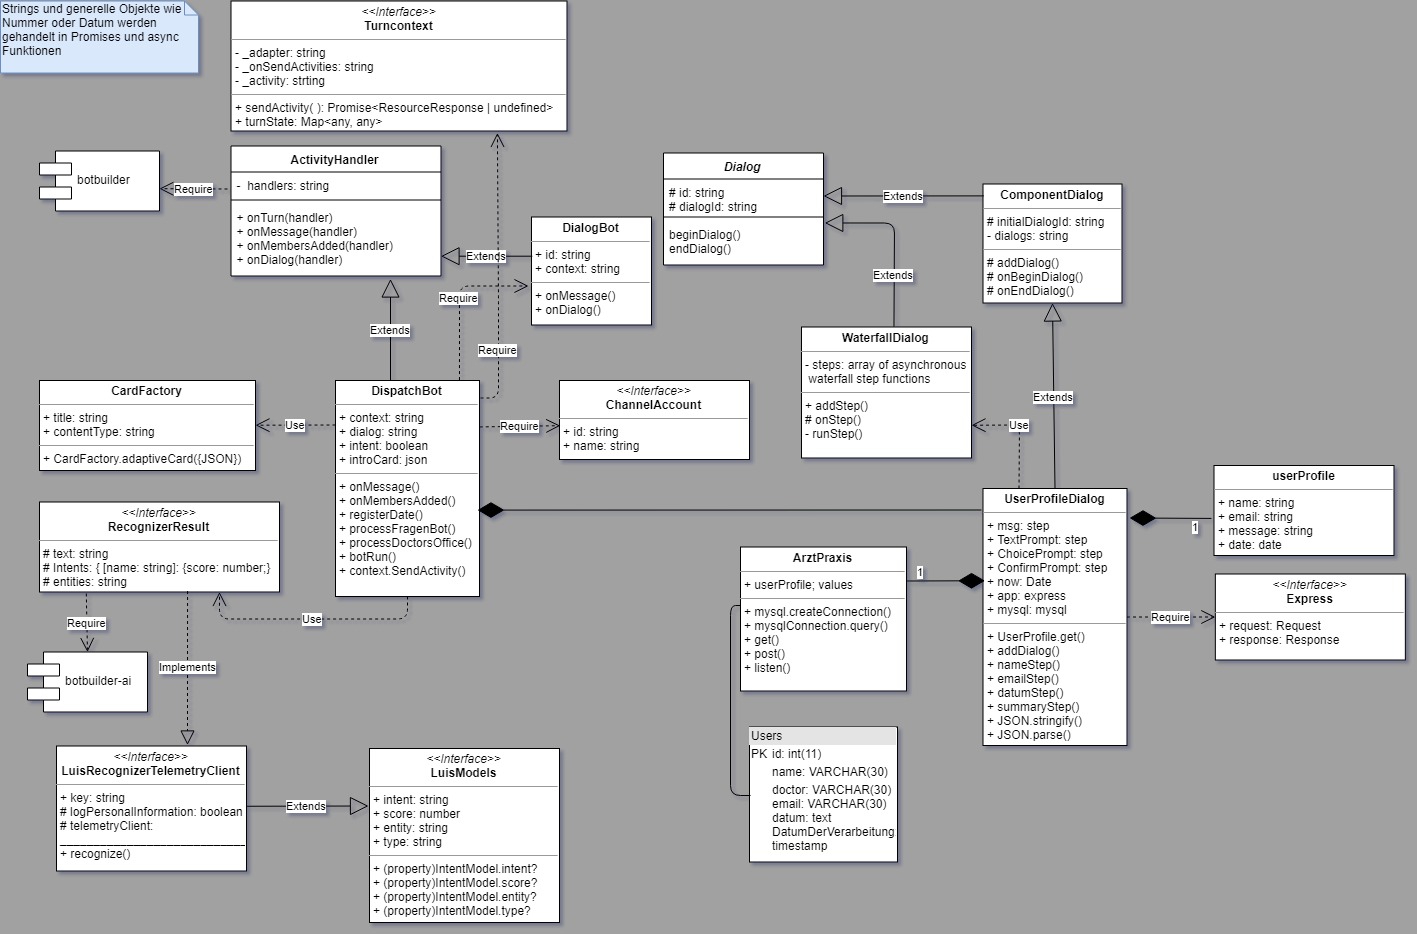 Strings und generelle Objekte wie
Nummer oder Datum werden
gehandelt in Promises und async
Funktionen
<<Interface>>
Turncontext
- _adapter: string
- _onSendActivities: string
- _activity: strting
+ sendActivity( ): Promise<ResourceResponse | undefined>
+ turnState: Map<any, any>
botbuilder
Require
ActivityHandler
- handlers: string
+ onTurn(handler)
+ onMessage(handler)
+ onMembersAdded(handler)
+ onDialog(handler)
Extends
DialogBot
+ id: string
+ context: string
+ onMessage()
+ onDialog()
Dialog
# id: string
# dialogId: string
beginDialog()
endDialog()
Extends
ComponentDialog
# initialDialogId: string
- dialogs: string
# addDialog()
# onBeginDialog()
# onEndDialog()
Extends
Require
Extends
Require
WaterfallDialog
- steps: array of asynchronous
waterfall step functions
+ addStep()
# onStep()
- runStep()
Extends
Use
CardFactory
+ title: string
+ contentType: string
+ CardFactory.adaptiveCard({JSON})
Use
DispatchBot
+ context: string
+ dialog: string
+ intent: boolean
+ introCard: json
+ onMessage()
+ onMembersAdded()
+ registerDate()
+ processFragenBot()
+ processDoctorsOffice()
+ botRun()
+ context.SendActivity()
Require
<<Interface>>
ChannelAccount
+ id: string
+ name: string
<<Interface>>
RecognizerResult
# text: string
# Intents: { [name: string]: {score: number;}
# entities: string
Use
Require
botbuilder-ai
Implements
UserProfileDialog
+ msg: step
+ TextPrompt: step
+ ChoicePrompt: step
+ ConfirmPrompt: step
+ now: Date
+ app: express
+ mysql: mysql
+ UserProfile.get()
+ addDialog()
+ nameStep()
+ emailStep()
+ datumStep()
+ summaryStep()
+ JSON.stringify()
+ JSON.parse()
1
userProfile
+ name: string
+ email: string
+ message: string
+ date: date
Require
<<Interface>>
Express
+ request: Request
+ response: Response
ArztPraxis
+ userProfile; values
+ mysql.createConnection()
+ mysqlConnection.query()
+ get()
+ post()
+ listen()
1
Users
PK id: int(11)
name: VARCHAR(30)
doctor: VARCHAR(30)
email: VARCHAR(30)
datum: text
DatumDerVerarbeitung
timestamp
<<Interface>>
LuisRecognizerTelemetryClient
+ key: string
# logPersonalInformation: boolean
# telemetryClient:
+ recognize()
Extends
<<Interface>>
LuisModels
+ intent: string
+ score: number
+ entity: string
+ type: string
+ (property)IntentModel.intent?
+ (property)IntentModel.score?
+ (property)IntentModel.entity?
+ (property)IntentModel.type?